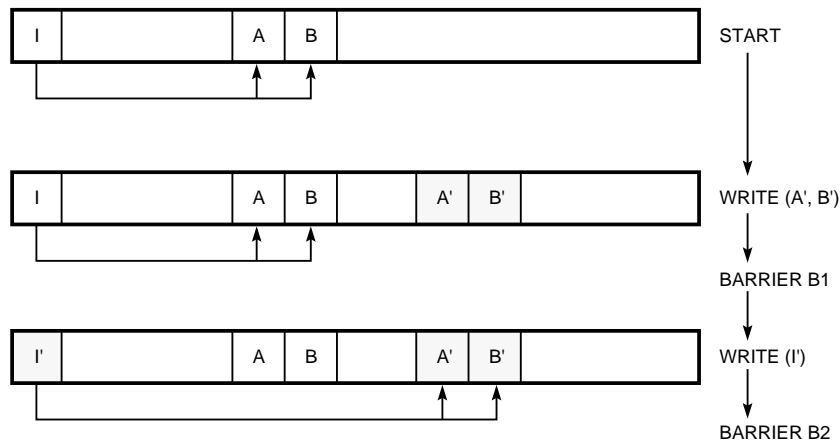 I A B START
I A B A' B' WRITE (A', B')
BARRIER B1
I' A B A' B' WRITE (I')
BARRIER B2